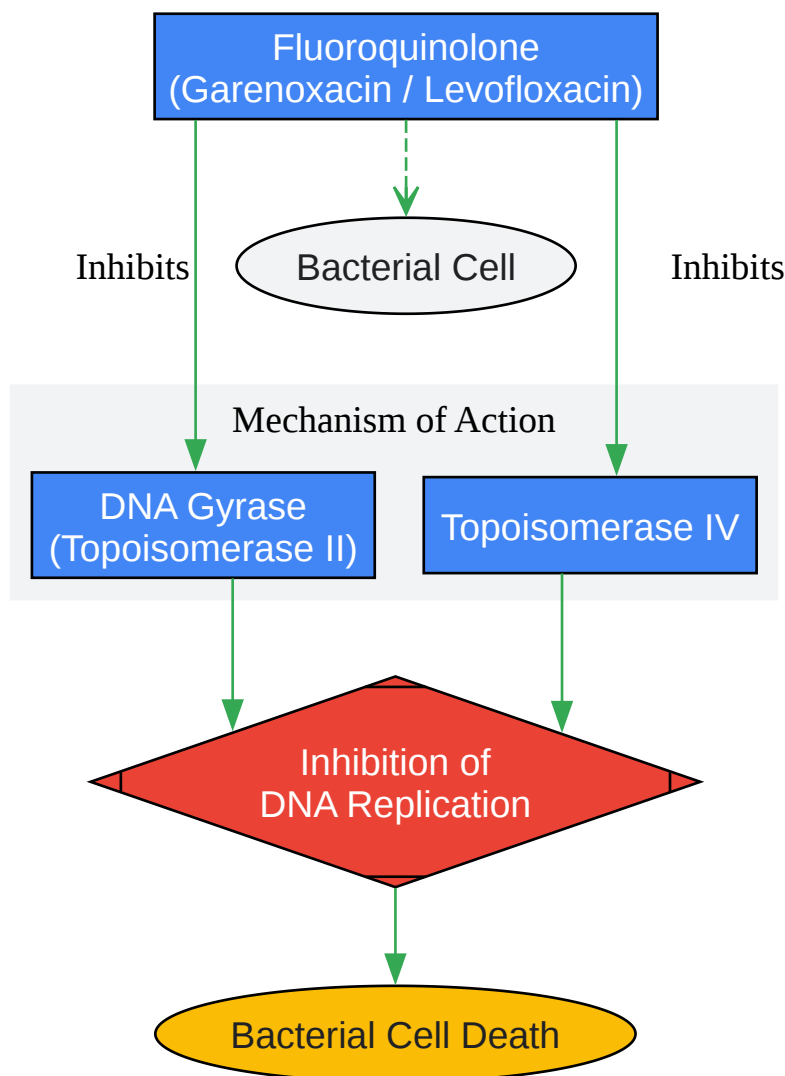 Fluoroquinolone
(Garenoxacin / Levofloxacin)
Inhibits
Bacterial Cell
Inhibits
Mechanism of Action
DNA Gyrase
(Topoisomerase II)
Topoisomerase IV
Inhibition of
DNA Replication
Bacterial Cell Death